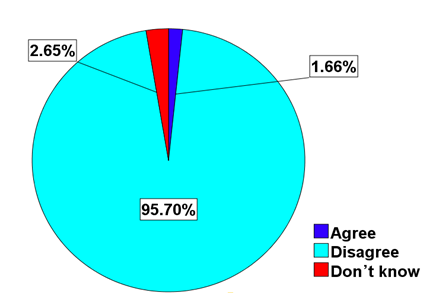 2.65%
1.66%
95.70%
Agree
Disagree
Don't know